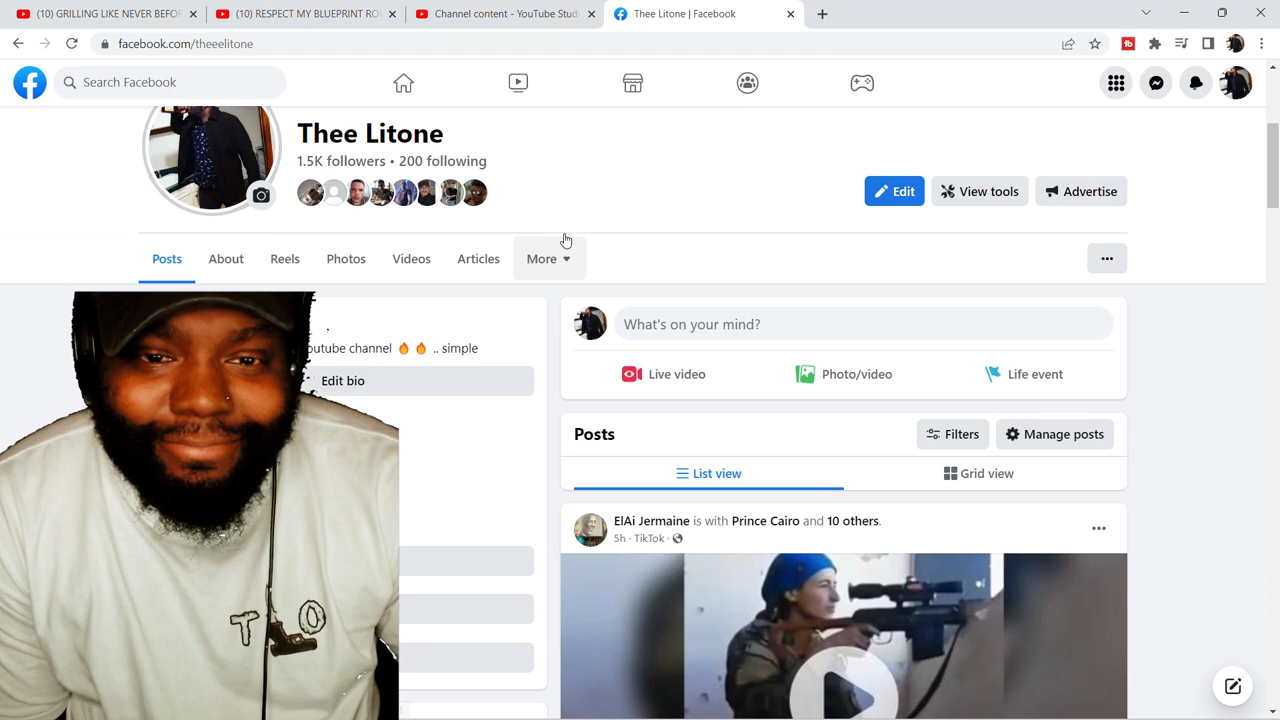 (10) GRILLING LIKE NEVER BEFO
(10) RESPECT MY BLUEPRINT RO
Channel content - YouTube Stud
Thee Litone | Facebook
facebook.com/theeelitone
Search Facebook
Thee Litone
1.5K followers • 200 following
Edit
View tools
Advertise
Posts
About
Reels
Photos
Videos
Articles
More
outube channel 🔥 🔥 .. simple
Edit bio
What's on your mind?
Live video
Photo/video
Life event
Posts
Filters
Manage posts
List view
Grid view
ElAi Jermaine is with Prince Cairo and 10 others.
5h · TikTok ·
TLO